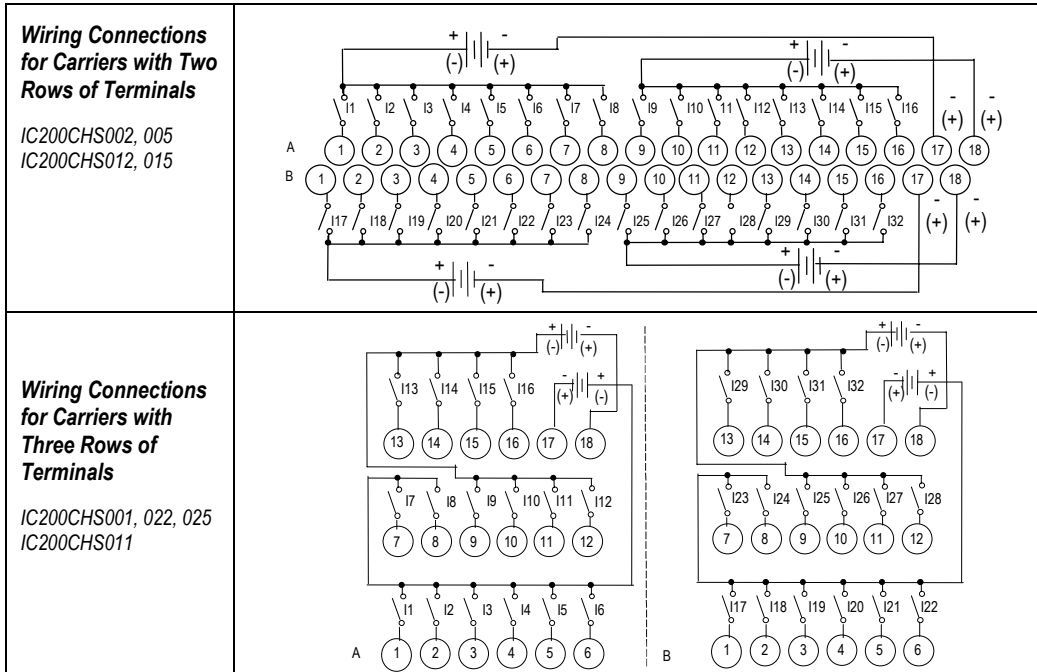 Wiring Connections
for Carriers with Two
Rows of Terminals
IC200CHS002, 005
IC200CHS012, 015
+ - + -
(-) (+) (-) (+)
I1 I2 I3 I4 I5 I6 I7 I8 I9 I10 I11 I12 I13 I14 I15 I16 - -
(+) (+)
A 1 2 3 4 5 6 7 8 9 10 11 12 13 14 15 16 17 18
B 1 2 3 4 5 6 7 8 9 10 11 12 13 14 15 16 17 18
I17 I18 I19 I20 I21 I22 I23 I24 I25 I26 I27 I28 I29 I30 I31 I32 - -
(+) (+)
+ - + -
(-) (+) (-) (+)
Wiring Connections
for Carriers with
Three Rows of
Terminals
IC200CHS001, 022, 025
IC200CHS011
+ -
(-) (+)
I13 I14 I15 I16 - +
(+) (-)
13 14 15 16 17 18
I7 I8 I9 I10 I11 I12
7 8 9 10 11 12
I1 I2 I3 I4 I5 I6
A 1 2 3 4 5 6
+ -
(-) (+)
I29 I30 I31 I32 - +
(+) (-)
13 14 15 16 17 18
I23 I24 I25 I26 I27 I28
7 8 9 10 11 12
I17 I18 I19 I20 I21 I22
B 1 2 3 4 5 6